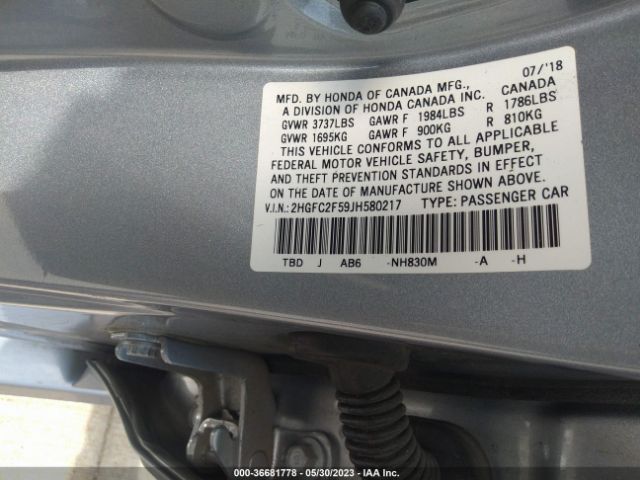 MFD. BY HONDA OF CANADA MFG., 07/'18
A DIVISION OF HONDA CANADA INC. CANADA
GVWR 3737LBS GAWR F 1984LBS R 1786LBS
GVWR 1695KG GAWR F 900KG R 810KG
THIS VEHICLE CONFORMS TO ALL APPLICABLE
FEDERAL MOTOR VEHICLE SAFETY, BUMPER,
AND THEFT PREVENTION STANDARDS IN EFFECT
ON THE DATE OF MANUFACTURE SHOWN ABOVE.
V.I.N.: 2HGFC2F59JH580217 TYPE: PASSENGER CAR
TBD J AB6 -NH830M -A -H
000-36681778 - 05/30/2023 - IAA Inc.